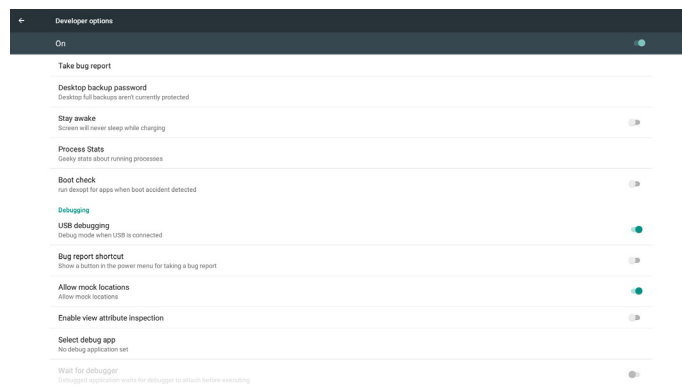 Developer options
On
Take bug report
Desktop backup password
Desktop full backups aren't currently protected
Stay awake
Screen will never sleep while charging
Process Stats
Geeky stats about running processes
Boot check
run dexopt for apps when boot accident detected
Debugging
USB debugging
Debug mode when USB is connected
Bug report shortcut
Show a button in the power menu for taking a bug report
Allow mock locations
Allow mock locations
Enable view attribute inspection
Select debug app
No debug application set
Wait for debugger
Debugged application waits for debugger to attach before executing